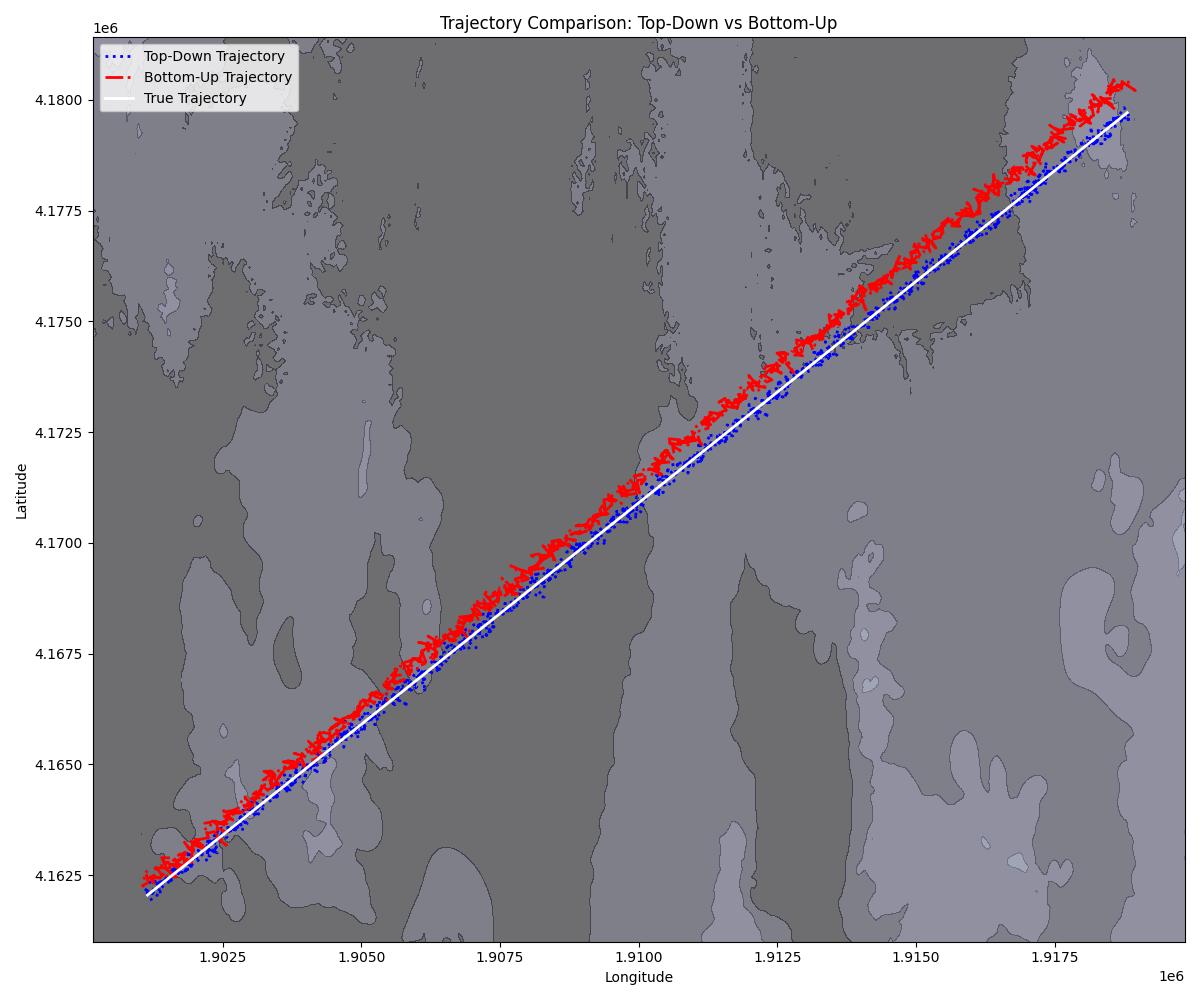 Trajectory Comparison: Top-Down vs Bottom-Up
1e6
Top-Down Trajectory
Bottom-Up Trajectory
True Trajectory
4.1800
4.1775
4.1750
4.1725
4.1700
4.1675
4.1650
4.1625
Latitude
1.9025
1.9050
1.9075
1.9100
1.9125
1.9150
1.9175
Longitude
1e6